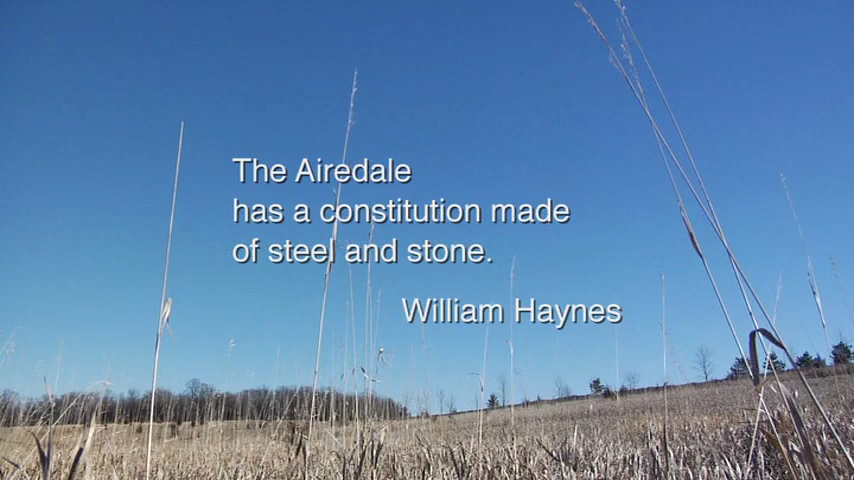 The Airedale
has a constitution made
of steel and stone.
William Haynes